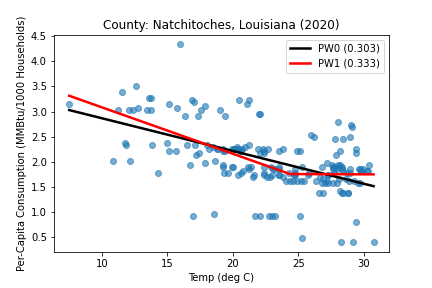 County: Natchitoches, Louisiana (2020)
PW0 (0.303)
PW1 (0.333)
Per-Capita Consumption (MMBtu/1000 Households)
4.5
4.0
3.5
3.0
2.5
2.0
1.5
1.0
0.5
10 15 20 25 30
Temp (deg C)